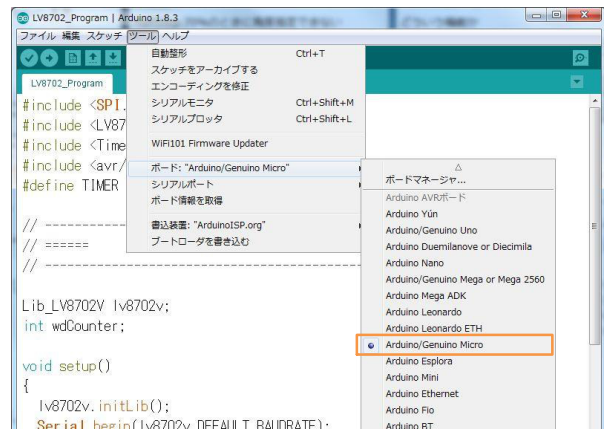 LV8702_Program | Arduino 1.8.3
ファイル 編集 スケッチ ツール ヘルプ
自動整形 Ctrl+T
スケッチをアーカイブする
エンコーディングを修正
シリアルモニタ Ctrl+Shift+M
シリアルプロッタ Ctrl+Shift+L
WiFi101 Firmware Updater
ボード: "Arduino/Genuino Micro"
シリアルポート
ボード情報を取得
書込装置: "ArduinoISP.org"
ブートローダを書き込む
ボードマネージャ...
Arduino AVRボード
Arduino Yún
Arduino/Genuino Uno
Arduino Duemilanove or Diecimila
Arduino Nano
Arduino/Genuino Mega or Mega 2560
Arduino Mega ADK
Arduino Leonardo
Arduino Leonardo ETH
Arduino/Genuino Micro
Arduino Esplora
Arduino Mini
Arduino Ethernet
Arduino Fio
Arduino BT
LV8702_Program
#include <SPI.
#include <LV87
#include <Time
#include <avr/
#define TIMER
// ----------
// ======
// ----------------------------------------
Lib_LV8702V lv8702v;
int wdCounter;
void setup()
{
lv8702v.initLib();
Serial.begin(lv8702v.DEFAULT_BAUDRATE);